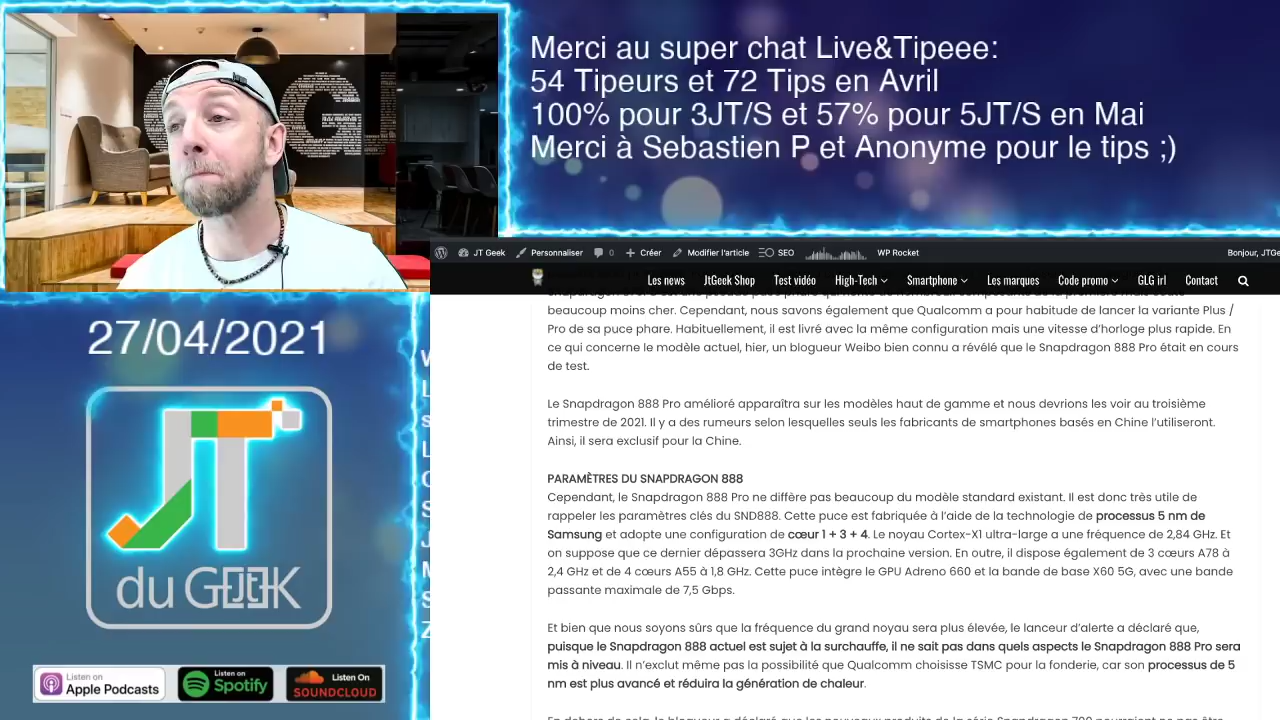 Merci au super chat Live&Tipeee:
54 Tipeurs et 72 Tips en Avril
100% pour 3JT/S et 57% pour 5JT/S en Mai
Merci à Sebastien P et Anonyme pour le tips ;)
JT Geek Personnaliser 0 Créer Modifier l'article SEO WP Rocket Bonjour, JTGe
Les news JtGeek Shop Test vidéo High-Tech Smartphone Les marques Code promo GLG irl Contact
beaucoup moins cher. Cependant, nous savons également que Qualcomm a pour habitude de lancer la variante Plus /
Pro de sa puce phare. Habituellement, il est livré avec la même configuration mais une vitesse d'horloge plus rapide. En
ce qui concerne le modèle actuel, hier, un blogueur Weibo bien connu a révélé que le Snapdragon 888 Pro était en cours
de test.
Le Snapdragon 888 Pro amélioré apparaîtra sur les modèles haut de gamme et nous devrions les voir au troisième
trimestre de 2021. Il y a des rumeurs selon lesquelles seuls les fabricants de smartphones basés en Chine l'utiliseront.
Ainsi, il sera exclusif pour la Chine.
PARAMÈTRES DU SNAPDRAGON 888
Cependant, le Snapdragon 888 Pro ne diffère pas beaucoup du modèle standard existant. Il est donc très utile de
rappeler les paramètres clés du SND888. Cette puce est fabriquée à l'aide de la technologie de processus 5 nm de
Samsung et adopte une configuration de cœur 1 + 3 + 4. Le noyau Cortex-X1 ultra-large a une fréquence de 2,84 GHz. Et
on suppose que ce dernier dépassera 3GHz dans la prochaine version. En outre, il dispose également de 3 cœurs A78 à
2,4 GHz et de 4 cœurs A55 à 1,8 GHz. Cette puce intègre le GPU Adreno 660 et la bande de base X60 5G, avec une bande
passante maximale de 7,5 Gbps.
Et bien que nous soyons sûrs que la fréquence du grand noyau sera plus élevée, le lanceur d'alerte a déclaré que,
puisque le Snapdragon 888 actuel est sujet à la surchauffe, il ne sait pas dans quels aspects le Snapdragon 888 Pro sera
mis à niveau. Il n'exclut même pas la possibilité que Qualcomm choisisse TSMC pour la fonderie, car son processus de 5
nm est plus avancé et réduira la génération de chaleur.
27/04/2021
JT
du GEEK
Listen on
Apple Podcasts
Listen on
Spotify
Listen On
SOUNDCLOUD